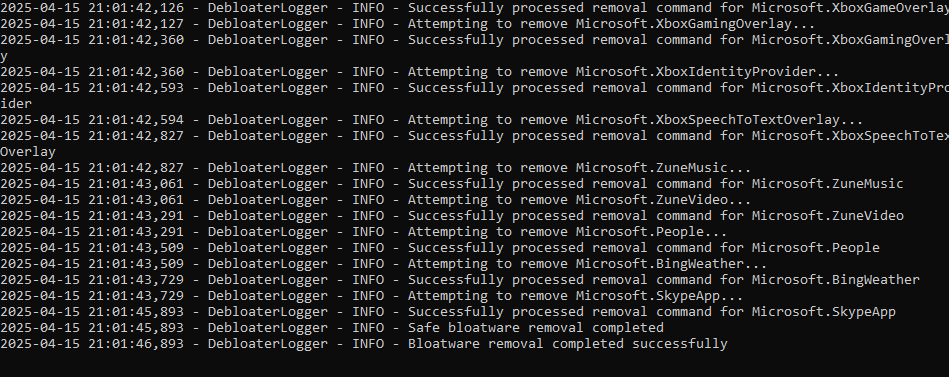 2025-04-15 21:01:42,126 - DebloaterLogger - INFO - Successfully processed removal command for Microsoft.XboxGameOverlay
2025-04-15 21:01:42,127 - DebloaterLogger - INFO - Attempting to remove Microsoft.XboxGamingOverlay...
2025-04-15 21:01:42,360 - DebloaterLogger - INFO - Successfully processed removal command for Microsoft.XboxGamingOverl
y
2025-04-15 21:01:42,360 - DebloaterLogger - INFO - Attempting to remove Microsoft.XboxIdentityProvider...
2025-04-15 21:01:42,593 - DebloaterLogger - INFO - Successfully processed removal command for Microsoft.XboxIdentityPro
ider
2025-04-15 21:01:42,594 - DebloaterLogger - INFO - Attempting to remove Microsoft.XboxSpeechToTextOverlay...
2025-04-15 21:01:42,827 - DebloaterLogger - INFO - Successfully processed removal command for Microsoft.XboxSpeechToTex
Overlay
2025-04-15 21:01:42,827 - DebloaterLogger - INFO - Attempting to remove Microsoft.ZuneMusic...
2025-04-15 21:01:43,061 - DebloaterLogger - INFO - Successfully processed removal command for Microsoft.ZuneMusic
2025-04-15 21:01:43,061 - DebloaterLogger - INFO - Attempting to remove Microsoft.ZuneVideo...
2025-04-15 21:01:43,291 - DebloaterLogger - INFO - Successfully processed removal command for Microsoft.ZuneVideo
2025-04-15 21:01:43,291 - DebloaterLogger - INFO - Attempting to remove Microsoft.People...
2025-04-15 21:01:43,509 - DebloaterLogger - INFO - Successfully processed removal command for Microsoft.People
2025-04-15 21:01:43,509 - DebloaterLogger - INFO - Attempting to remove Microsoft.BingWeather...
2025-04-15 21:01:43,729 - DebloaterLogger - INFO - Successfully processed removal command for Microsoft.BingWeather
2025-04-15 21:01:43,729 - DebloaterLogger - INFO - Attempting to remove Microsoft.SkypeApp...
2025-04-15 21:01:45,893 - DebloaterLogger - INFO - Successfully processed removal command for Microsoft.SkypeApp
2025-04-15 21:01:45,893 - DebloaterLogger - INFO - Safe bloatware removal completed
2025-04-15 21:01:46,893 - DebloaterLogger - INFO - Bloatware removal completed successfully